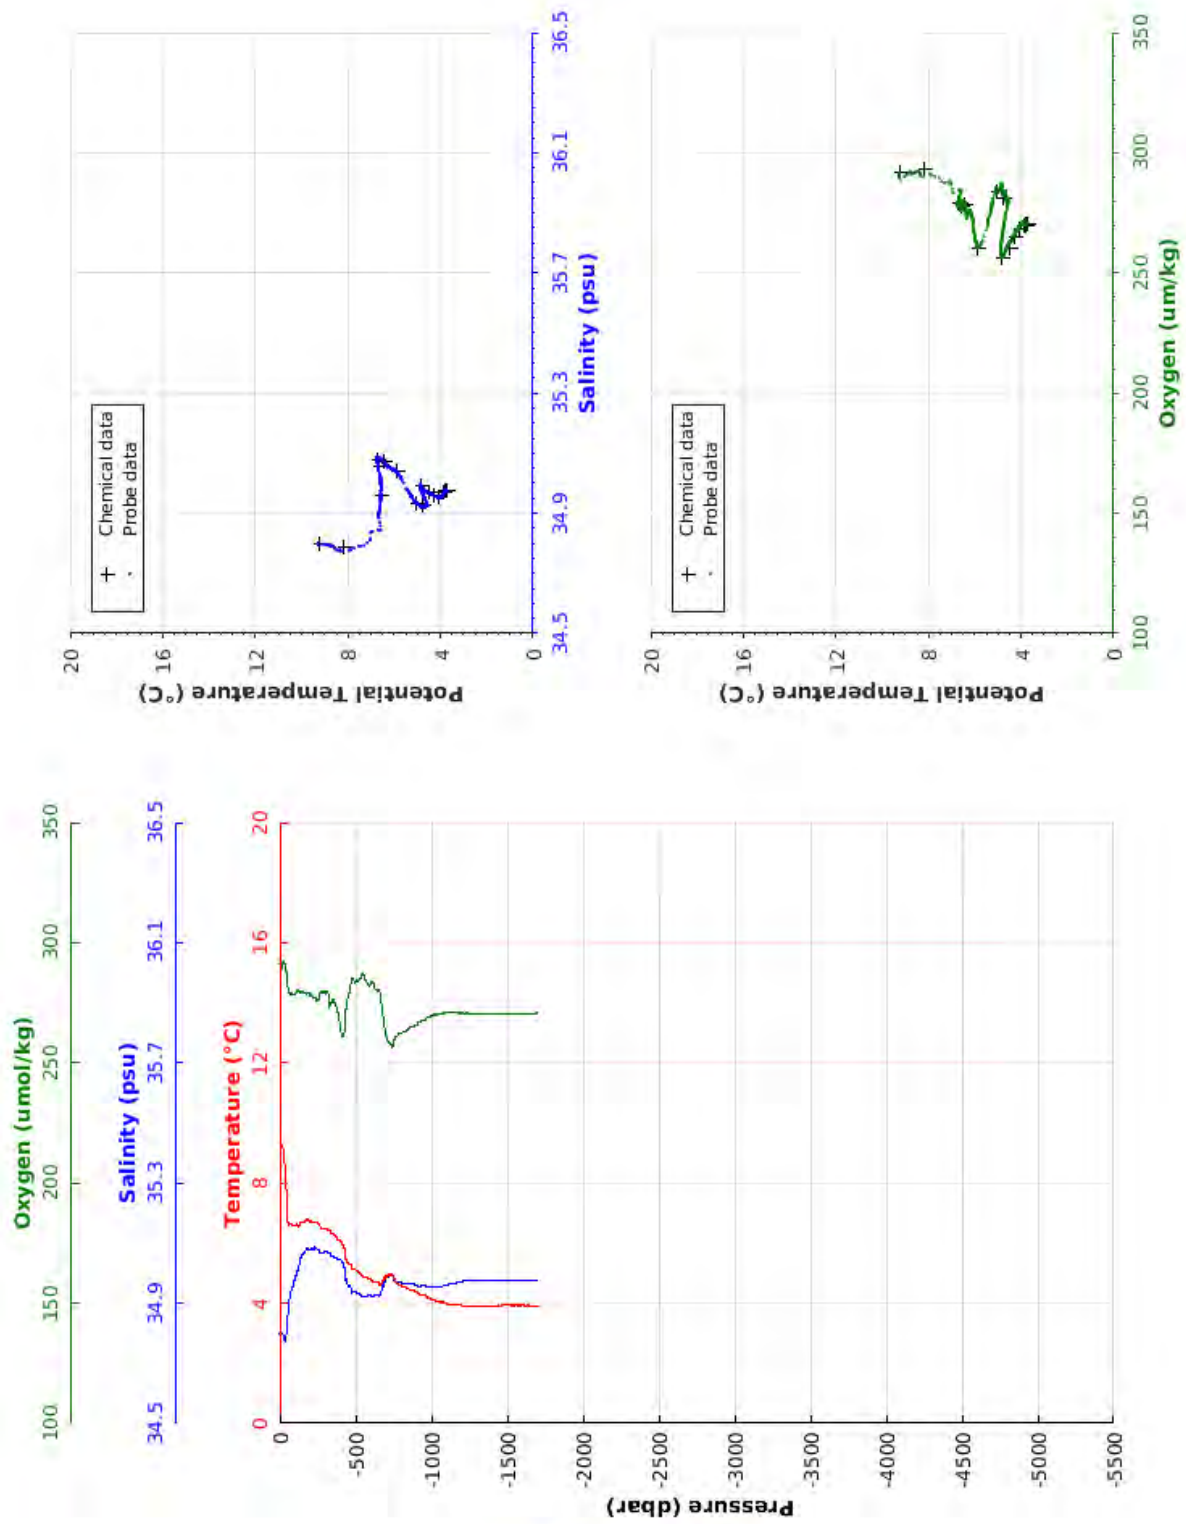 Oxygen (umol/kg)
100 150 200 250 300 350
Salinity (psu)
34.5 34.9 35.3 35.7 36.1 36.5
Temperature (°C)
0 4 8 12 16 20
0
-500
-1000
-1500
-2000
-2500
-3000
-3500
-4000
-4500
-5000
-5500
Pressure (dbar)
20
16
12
8
4
0
Potential Temperature (°C)
Chemical data
Probe data
34.5 34.9 35.3 35.7 36.1 36.5
Salinity (psu)
20
16
12
8
4
0
Potential Temperature (°C)
Chemical data
Probe data
100 150 200 250 300 350
Oxygen (um/kg)